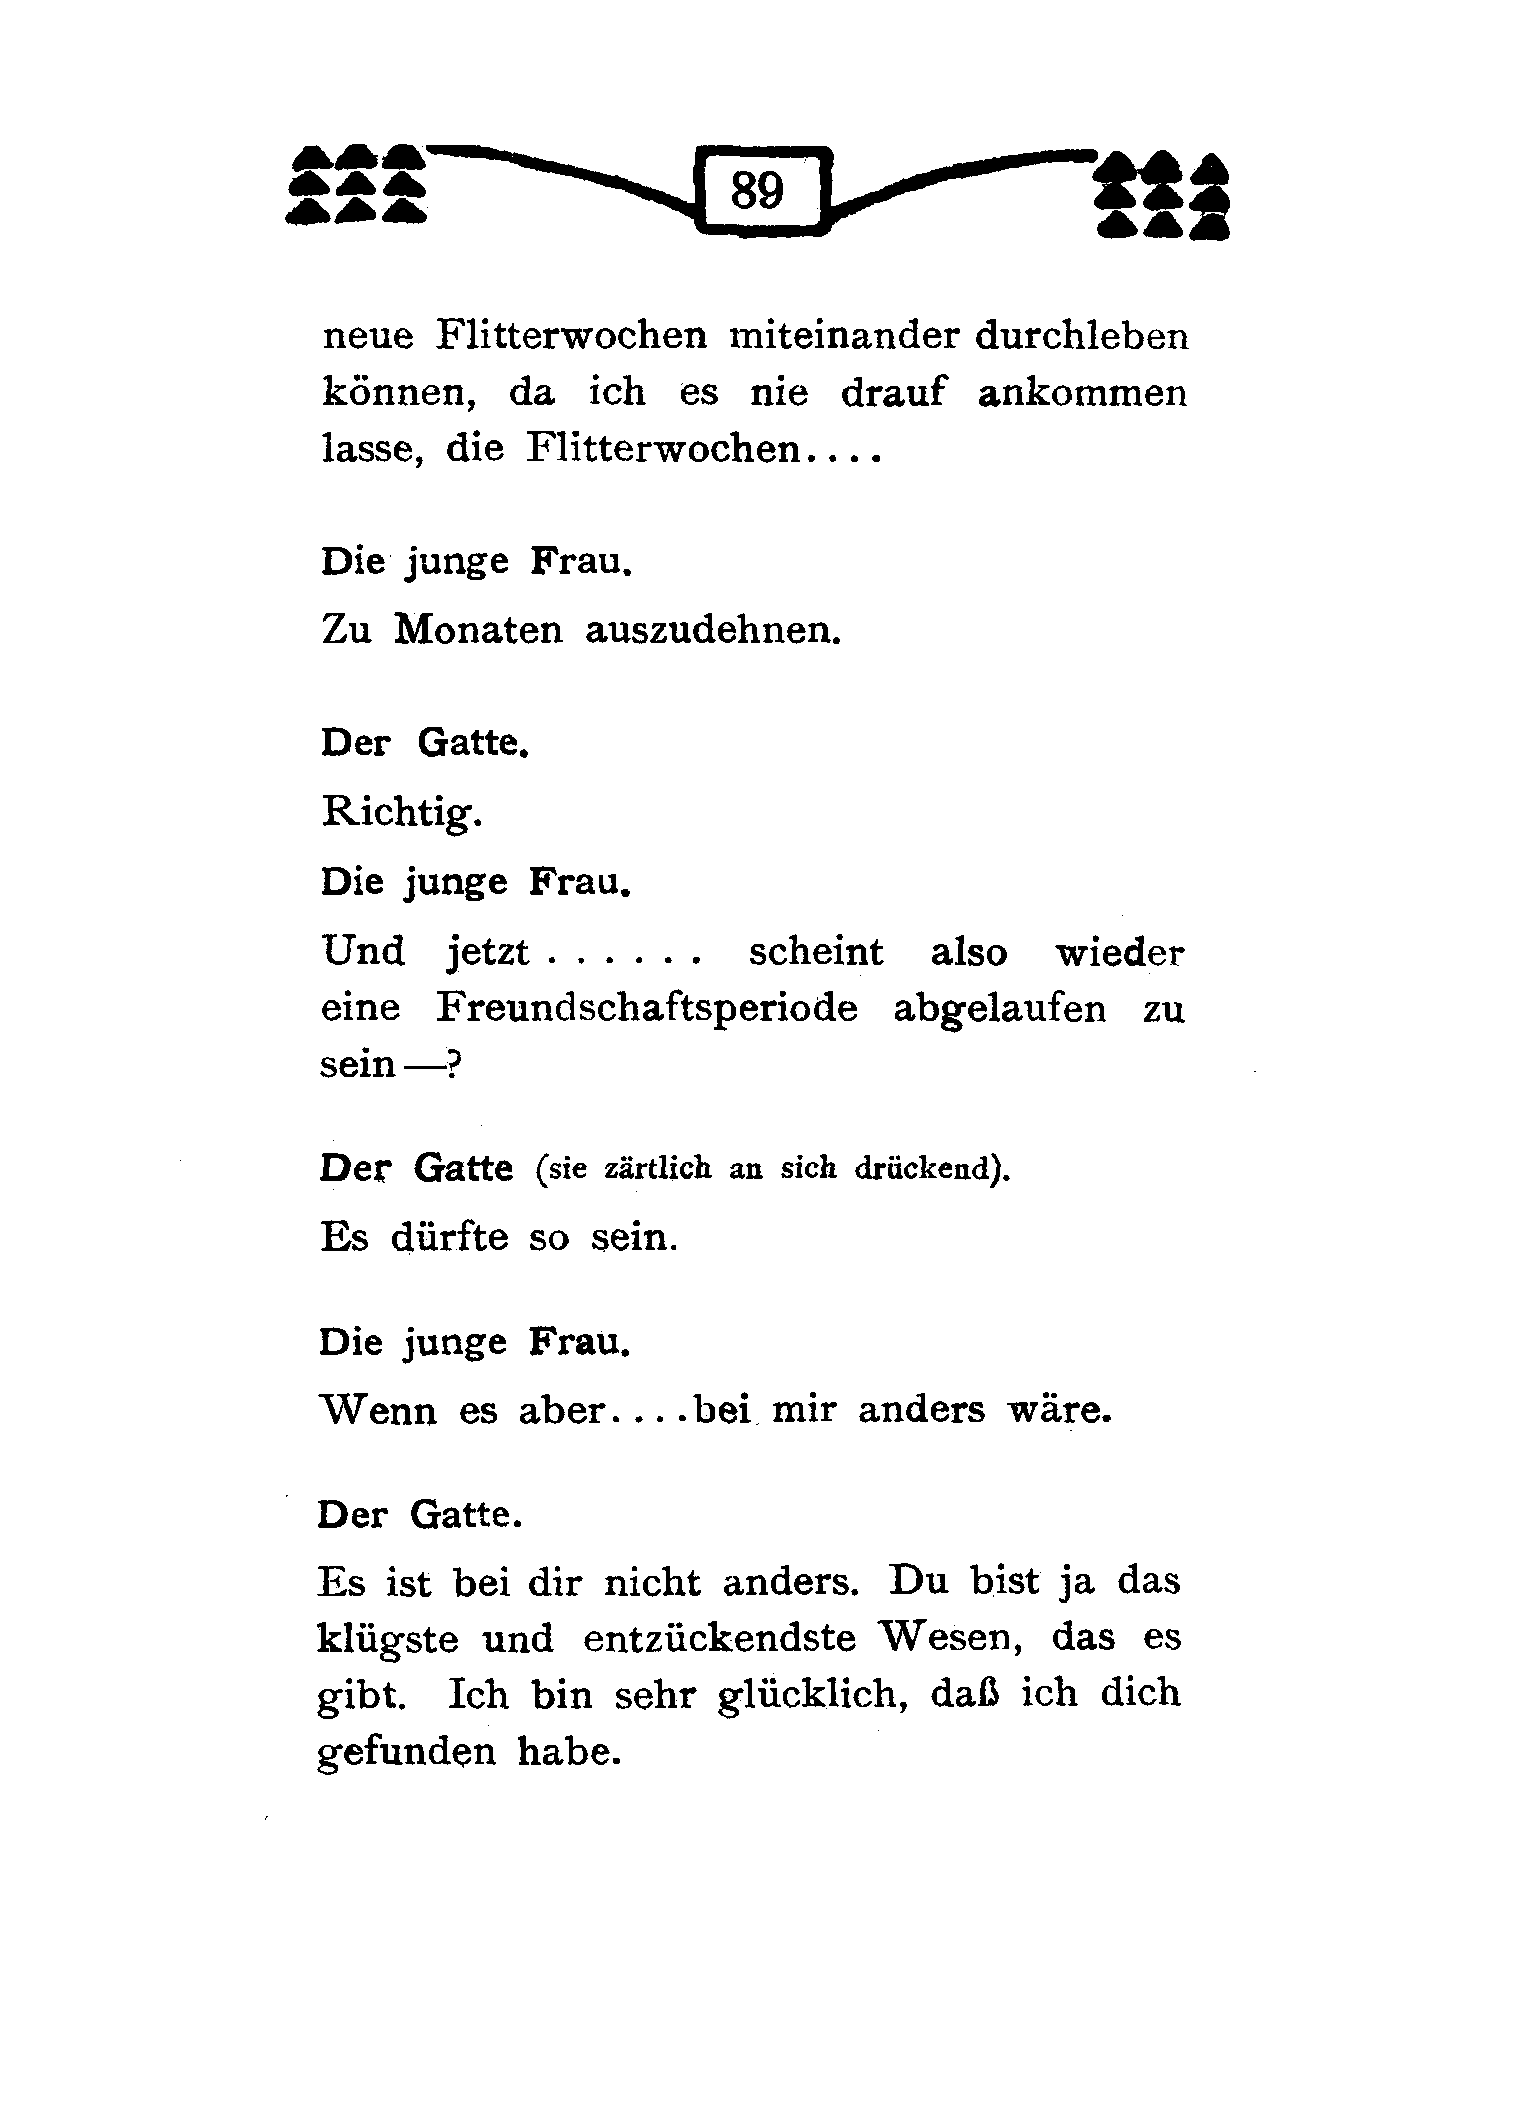 89
neue Flitterwochen miteinander durchleben
können, da ich es nie drauf ankommen
lasse, die Flitterwochen....
Die junge Frau.
Zu Monaten auszudehnen.
Der Gatte.
Richtig.
Die junge Frau.
Und jetzt . . . . . . scheint also wieder
eine Freundschaftsperiode abgelaufen zu
sein —?
Der Gatte (sie zärtlich an sich drückend).
Es dürfte so sein.
Die junge Frau.
Wenn es aber....bei mir anders wäre.
Der Gatte.
Es ist bei dir nicht anders. Du bist ja das
klügste und entzückendste Wesen, das es
gibt. Ich bin sehr glücklich, daß ich dich
gefunden habe.